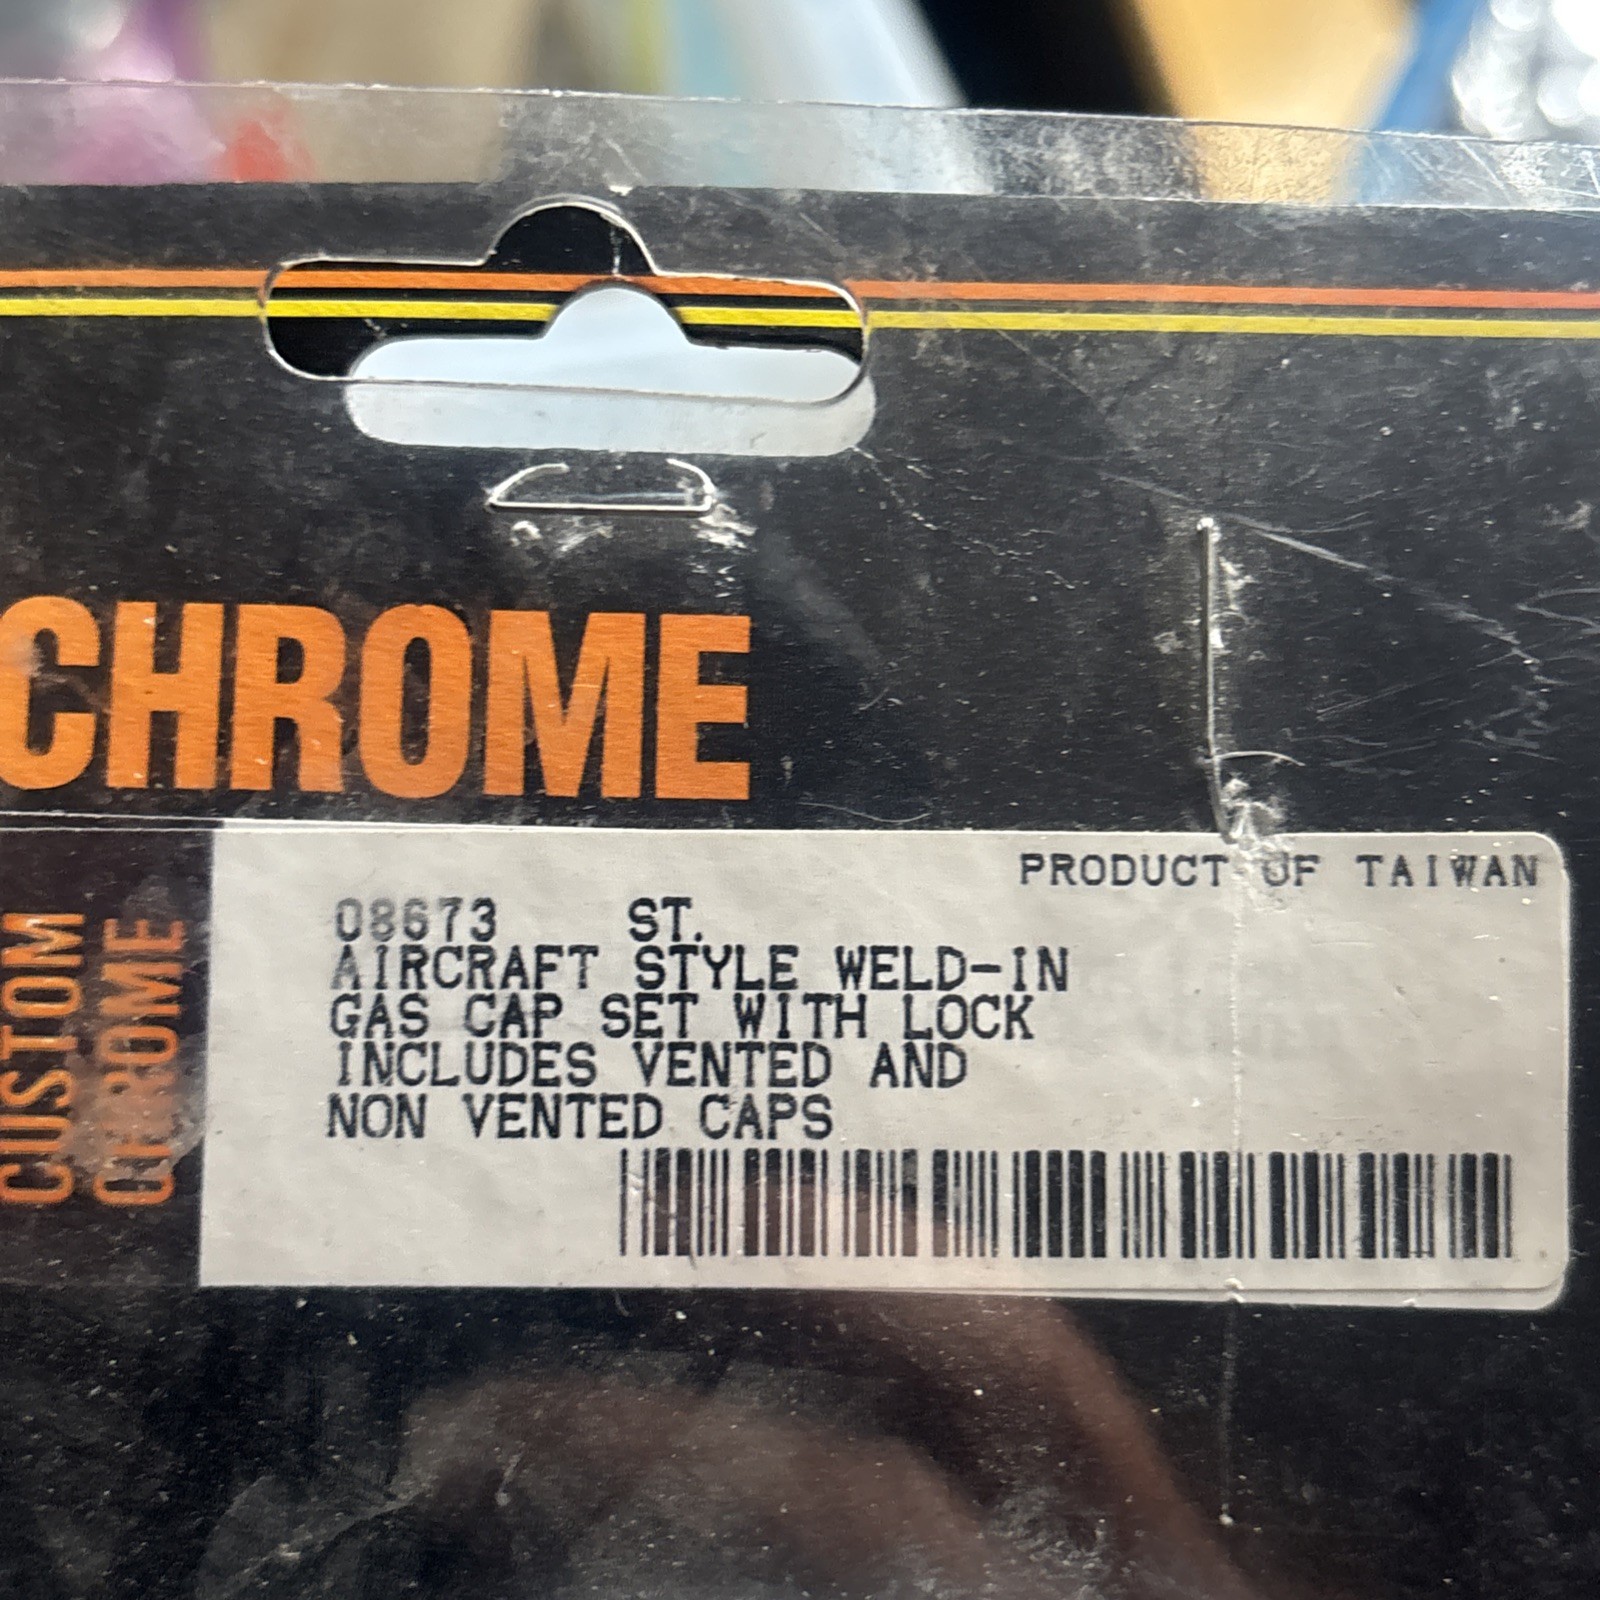 CHROME
PRODUCT OF TAIWAN
CUSTOM
CHROME
08673 ST.
AIRCRAFT STYLE WELD-IN
GAS CAP SET WITH LOCK
INCLUDES VENTED AND
NON VENTED CAPS